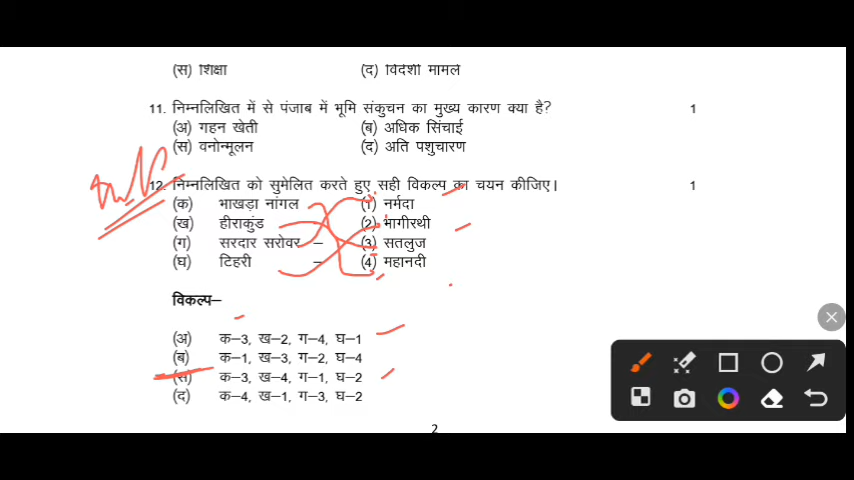 (स) शिक्षा (द) विदेशी मामले
11. निम्नलिखित में से पंजाब में भूमि संकुचन का मुख्य कारण क्या है? 1
(अ) गहन खेती (ब) अधिक सिंचाई
(स) वनोन्मूलन (द) अति पशुचारण
12. निम्नलिखित को सुमेलित करते हुए सही विकल्प का चयन कीजिए। 1
(क) भाखड़ा नांगल (1) नर्मदा
(ख) हीराकुंड (2) भागीरथी
(ग) सरदार सरोवर – (3) सतलुज
(घ) टिहरी – (4) महानदी
विकल्प–
(अ) क–3, ख–2, ग–4, घ–1
(ब) क–1, ख–3, ग–2, घ–4
(स) क–3, ख–4, ग–1, घ–2
(द) क–4, ख–1, ग–3, घ–2
2